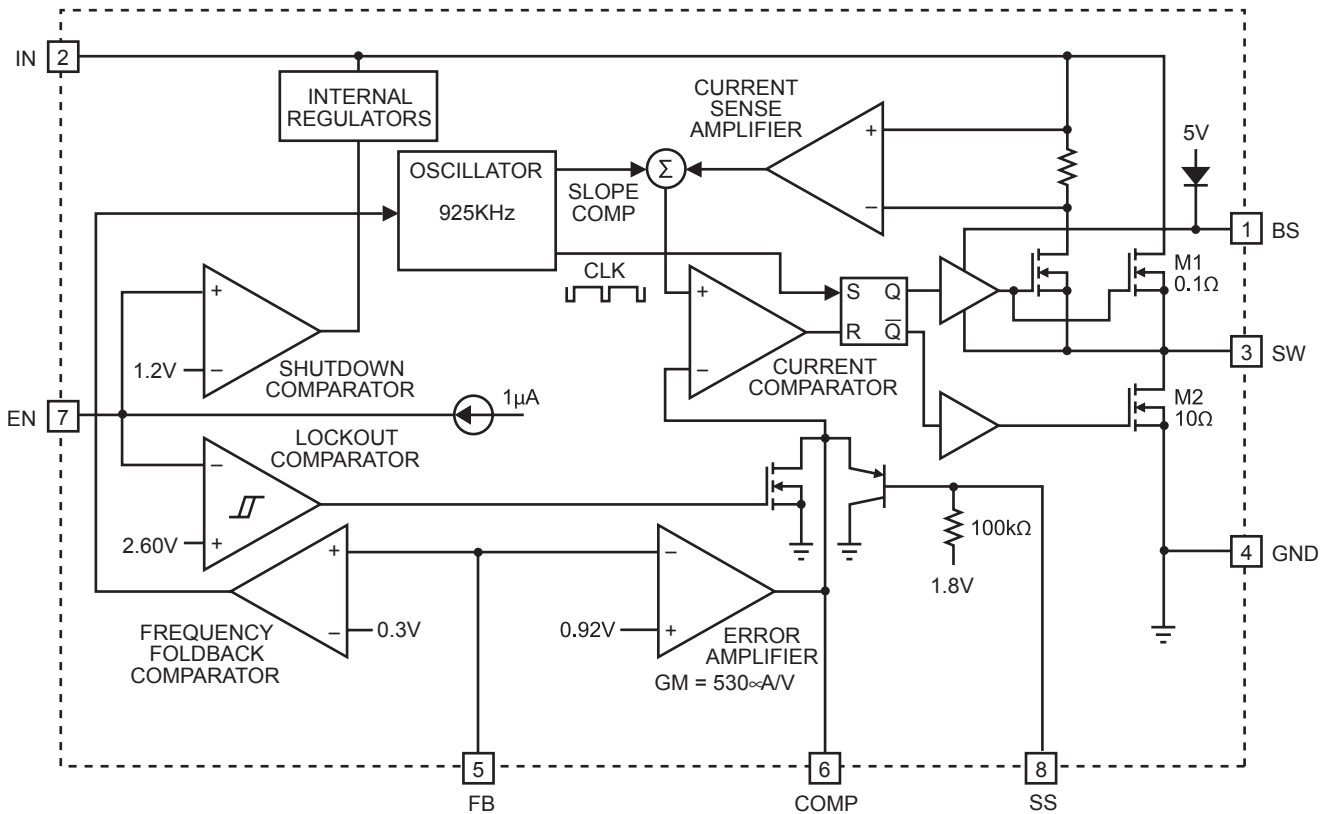 IN 2
INTERNAL
REGULATORS
CURRENT
SENSE
AMPLIFIER
+
−
5V
OSCILLATOR
925KHz
Σ
SLOPE
COMP
1 BS
CLK
M1
0.1Ω
+
−
1.2V
SHUTDOWN
COMPARATOR
+
−
CURRENT
COMPARATOR
S Q
R Q̅
3 SW
EN 7
1µA
M2
10Ω
LOCKOUT
COMPARATOR
−
+
2.60V
100kΩ
1.8V
4 GND
+
−
0.3V
FREQUENCY
FOLDBACK
COMPARATOR
−
+
0.92V
ERROR
AMPLIFIER
GM = 530∝A/V
5
FB
6
COMP
8
SS